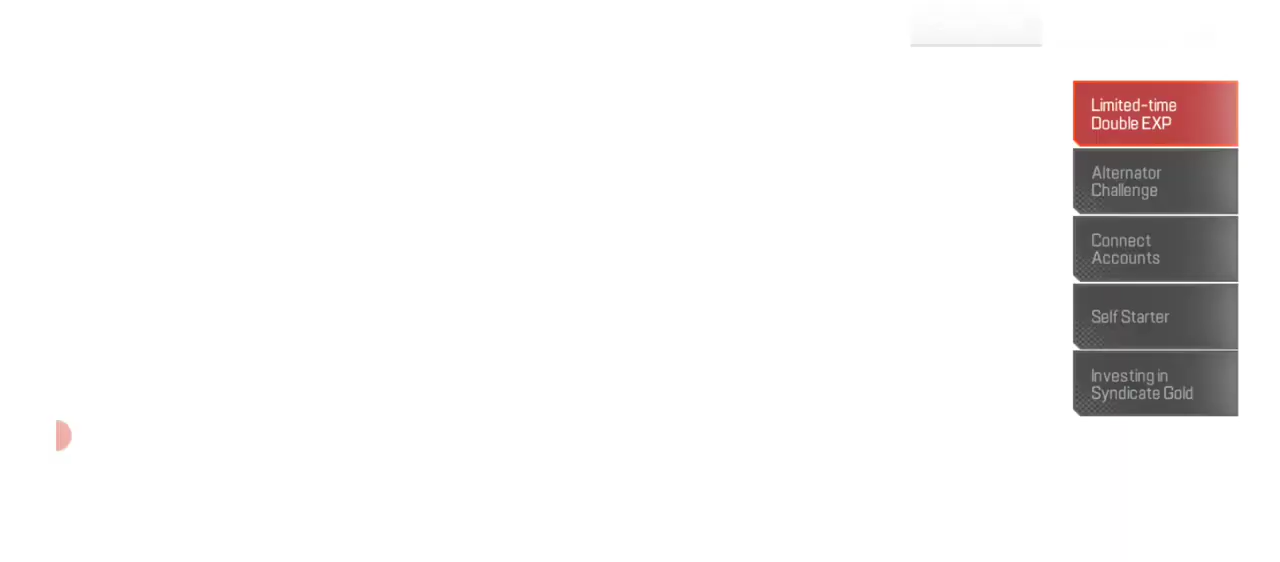 Limited-time
Double EXP
Alternator
Challenge
Connect
Accounts
Self Starter
Investing in
Syndicate Gold